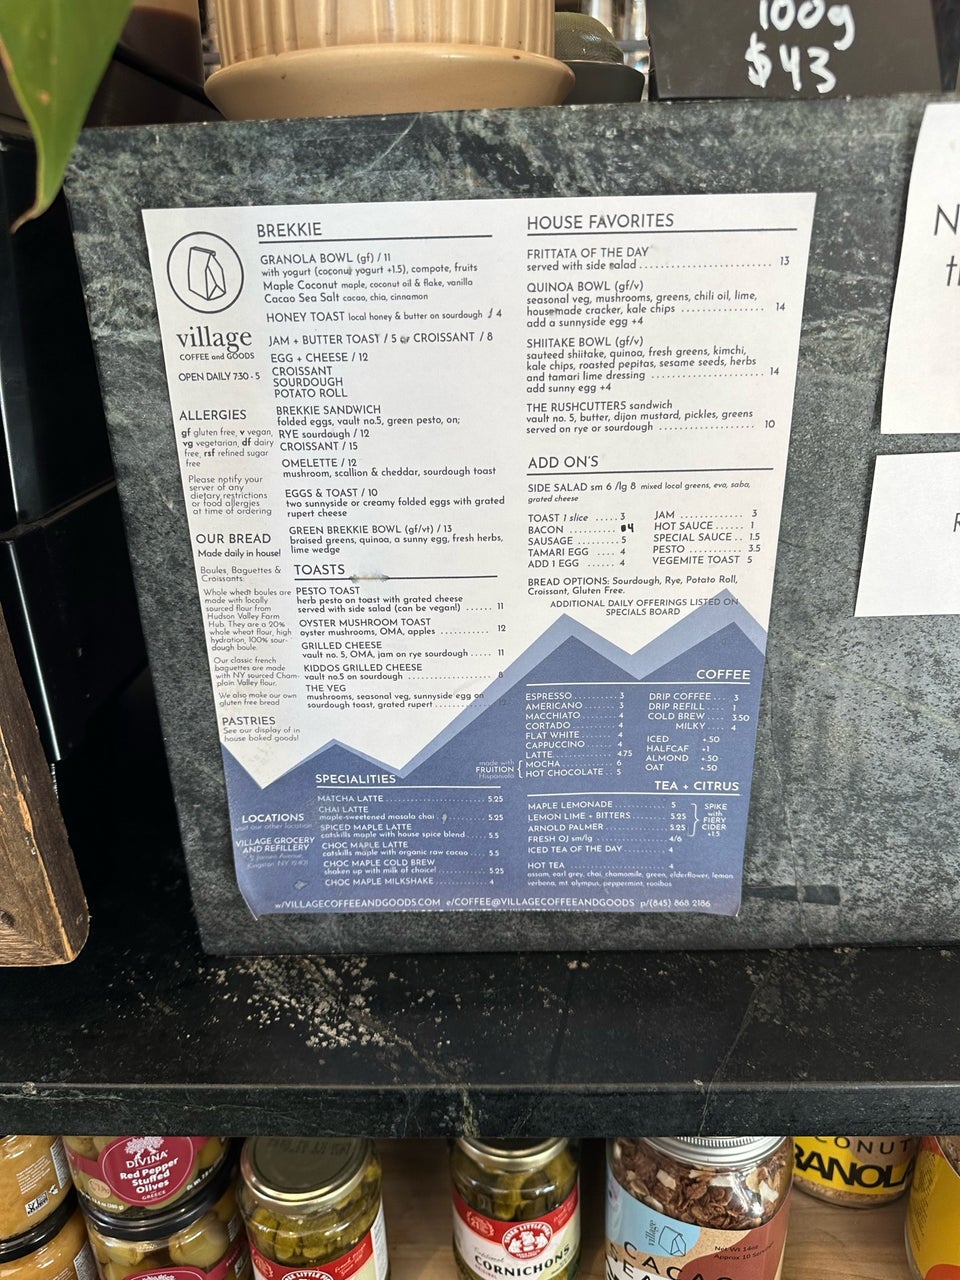 100g
$43
village
COFFEE and GOODS
OPEN DAILY 730 - 5
ALLERGIES
gf gluten free, v vegan,
vg vegetarian, df dairy
free, rsf refined sugar
free
Please notify your
server of any
dietary restrictions
or food allergies
at time of ordering
OUR BREAD
Made daily in house!
Boules, Baguettes &
Croissants:
Whole wheat boules are
made with locally
sourced flour from
Hudson Valley Farm
Hub. They are a 20%
whole wheat flour, high
hydration, 100% sour-
dough boule.
Our classic french
baguettes are made
with NY sourced Cham-
plain Valley flour.
We also make our own
gluten free bread
PASTRIES
See our display of in
house baked goods!
LOCATIONS
visit our other location
VILLAGE GROCERY
AND REFILLERY
Kingston NY 12401
BREKKIE
GRANOLA BOWL (gf) / 11
with yogurt (coconut yogurt +1.5), compote, fruits
Maple Coconut maple, coconut oil & flake, vanilla
Cacao Sea Salt cacao, chia, cinnamon
HONEY TOAST local honey & butter on sourdough / 4
JAM + BUTTER TOAST / 5 or CROISSANT / 8
EGG + CHEESE / 12
CROISSANT
SOURDOUGH
POTATO ROLL
BREKKIE SANDWICH
folded eggs, vault no.5, green pesto, on;
RYE sourdough / 12
CROISSANT / 15
OMELETTE / 12
mushroom, scallion & cheddar, sourdough toast
EGGS & TOAST / 10
two sunnyside or creamy folded eggs with grated
rupert cheese
GREEN BREKKIE BOWL (gf/vt) / 13
braised greens, quinoa, a sunny egg, fresh herbs,
lime wedge
TOASTS
PESTO TOAST
herb pesto on toast with grated cheese
served with side salad (can be vegan!) ...... 11
OYSTER MUSHROOM TOAST
oyster mushrooms, OMA, apples ........... 12
GRILLED CHEESE
vault no. 5, OMA, jam on rye sourdough ..... 11
KIDDOS GRILLED CHEESE
vault no.5 on sourdough ..................... 8
THE VEG
mushrooms, seasonal veg, sunnyside egg on
sourdough toast, grated rupert .............. 12
HOUSE FAVORITES
FRITTATA OF THE DAY
served with side salad ........................... 13
QUINOA BOWL (gf/v)
seasonal veg, mushrooms, greens, chili oil, lime,
housemade cracker, kale chips .................. 14
add a sunnyside egg +4
SHIITAKE BOWL (gf/v)
sauteed shiitake, quinoa, fresh greens, kimchi,
kale chips, roasted pepitas, sesame seeds, herbs
and tamari lime dressing ........................ 14
add sunny egg +4
THE RUSHCUTTERS sandwich
vault no. 5, butter, dijon mustard, pickles, greens
served on rye or sourdough ...................... 10
ADD ON'S
SIDE SALAD sm 6 /lg 8 mixed local greens, evo, saba,
grated cheese
TOAST 1 slice ..... 3
BACON ........... 4
SAUSAGE ......... 5
TAMARI EGG .... 4
ADD 1 EGG ...... 4
JAM ............. 3
HOT SAUCE ...... 1
SPECIAL SAUCE .. 1.5
PESTO ........... 3.5
VEGEMITE TOAST 5
BREAD OPTIONS: Sourdough, Rye, Potato Roll,
Croissant, Gluten Free.
ADDITIONAL DAILY OFFERINGS LISTED ON
SPECIALS BOARD
COFFEE
ESPRESSO .......... 3
AMERICANO ........ 3
MACCHIATO ........ 4
CORTADO .......... 4
FLAT WHITE ........ 4
CAPPUCCINO ....... 4
LATTE ............. 4.75
made with
FRUITION
Hispaniola
MOCHA ............ 6
HOT CHOCOLATE .. 5
DRIP COFFEE .... 3
DRIP REFILL ..... 1
COLD BREW .... 3.50
MILKY ..... 4
ICED +.50
HALFCAF +1
ALMOND +.50
OAT +.50
SPECIALITIES
MATCHA LATTE ...................... 5.25
CHAI LATTE
maple-sweetened masala chai .......... 5.25
SPICED MAPLE LATTE
catskills maple with house spice blend ... 5.5
CHOC MAPLE LATTE
catskills maple with organic raw cacao ... 5.5
CHOC MAPLE COLD BREW
shaken up with milk of choice! ........... 5.25
CHOC MAPLE MILKSHAKE ........... 4
TEA + CITRUS
MAPLE LEMONADE ............ 5
LEMON LIME + BITTERS ........ 5.25
ARNOLD PALMER ............. 5.25
SPIKE
with
FIERY
CIDER
+1.5
FRESH OJ sm/lg ............... 4/6
ICED TEA OF THE DAY ......... 4
HOT TEA ...................... 4
assam, earl grey, chai, chamomile, green, elderflower, lemon
verbena, mt. olympus, peppermint, rooibos
w/VILLAGECOFFEEANDGOODS.COM e/COFFEE@VILLAGECOFFEEANDGOODS p/(845) 868 2186
DIVINA
Red Pepper
Stuffed
Olives
GREECE
CORNICHONS
village
CACAO
Net Wt 14oz
Approx 10 Servings